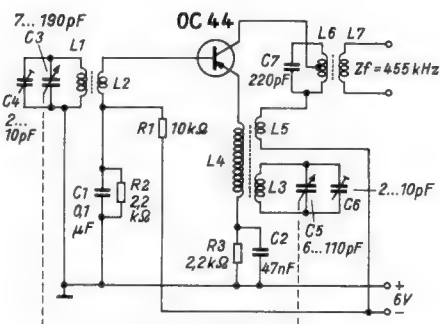 7...190pF
C3
L1
OC 44
L6 L7
C7
220pF
Zf = 455 kHz
L2
C4
2...
10pF
R1 10kΩ
L5
L4
L3
C1
0,1
μF
R2
2,2
kΩ
2...10pF
C6
C5
6...110pF
R3
2,2kΩ
C2
47nF
+
6V
−